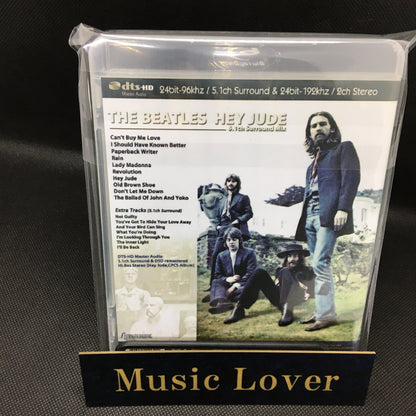 dts-HD
Master Audio
24bit-96khz / 5.1ch Surround & 24bit-192khz / 2ch Stereo
THE BEATLES HEY JUDE
5.1ch Surround Mix
Can't Buy Me Love
I Should Have Known Better
Paperback Writer
Rain
Lady Madonna
Revolution
Hey Jude
Old Brown Shoe
Don't Let Me Down
The Ballad Of John And Yoko
Extra Tracks (5.1ch Surround)
Not Guilty
You've Got To Hide Your Love Away
And Your Bird Can Sing
What You're Doing
I'm Looking Through You
The Inner Light
I'll Be Back
DTS-HD Master Audio
5.1ch Surround & DSD remastered
Hi-Res Stereo (Hey Jude,CPCS Album)
Music Lover